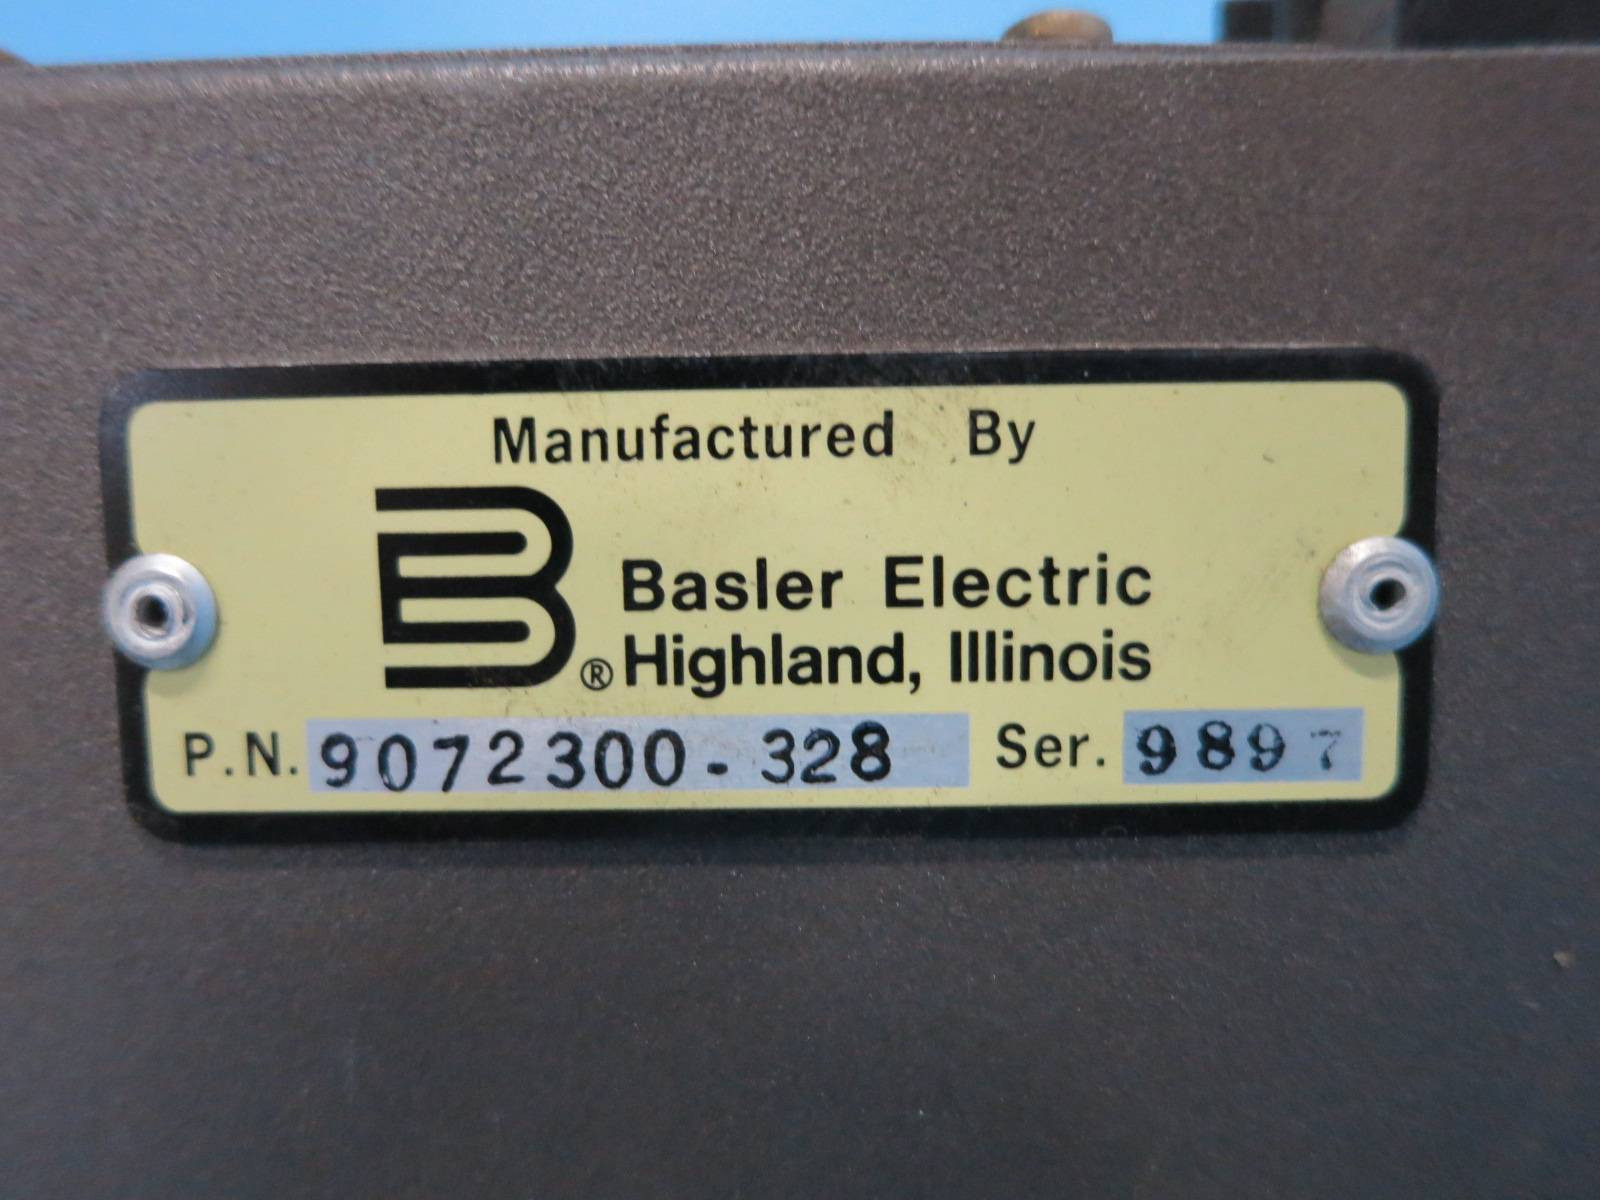 Manufactured By
B
Basler Electric
® Highland, Illinois
P.N. 9072300-328 Ser. 9897